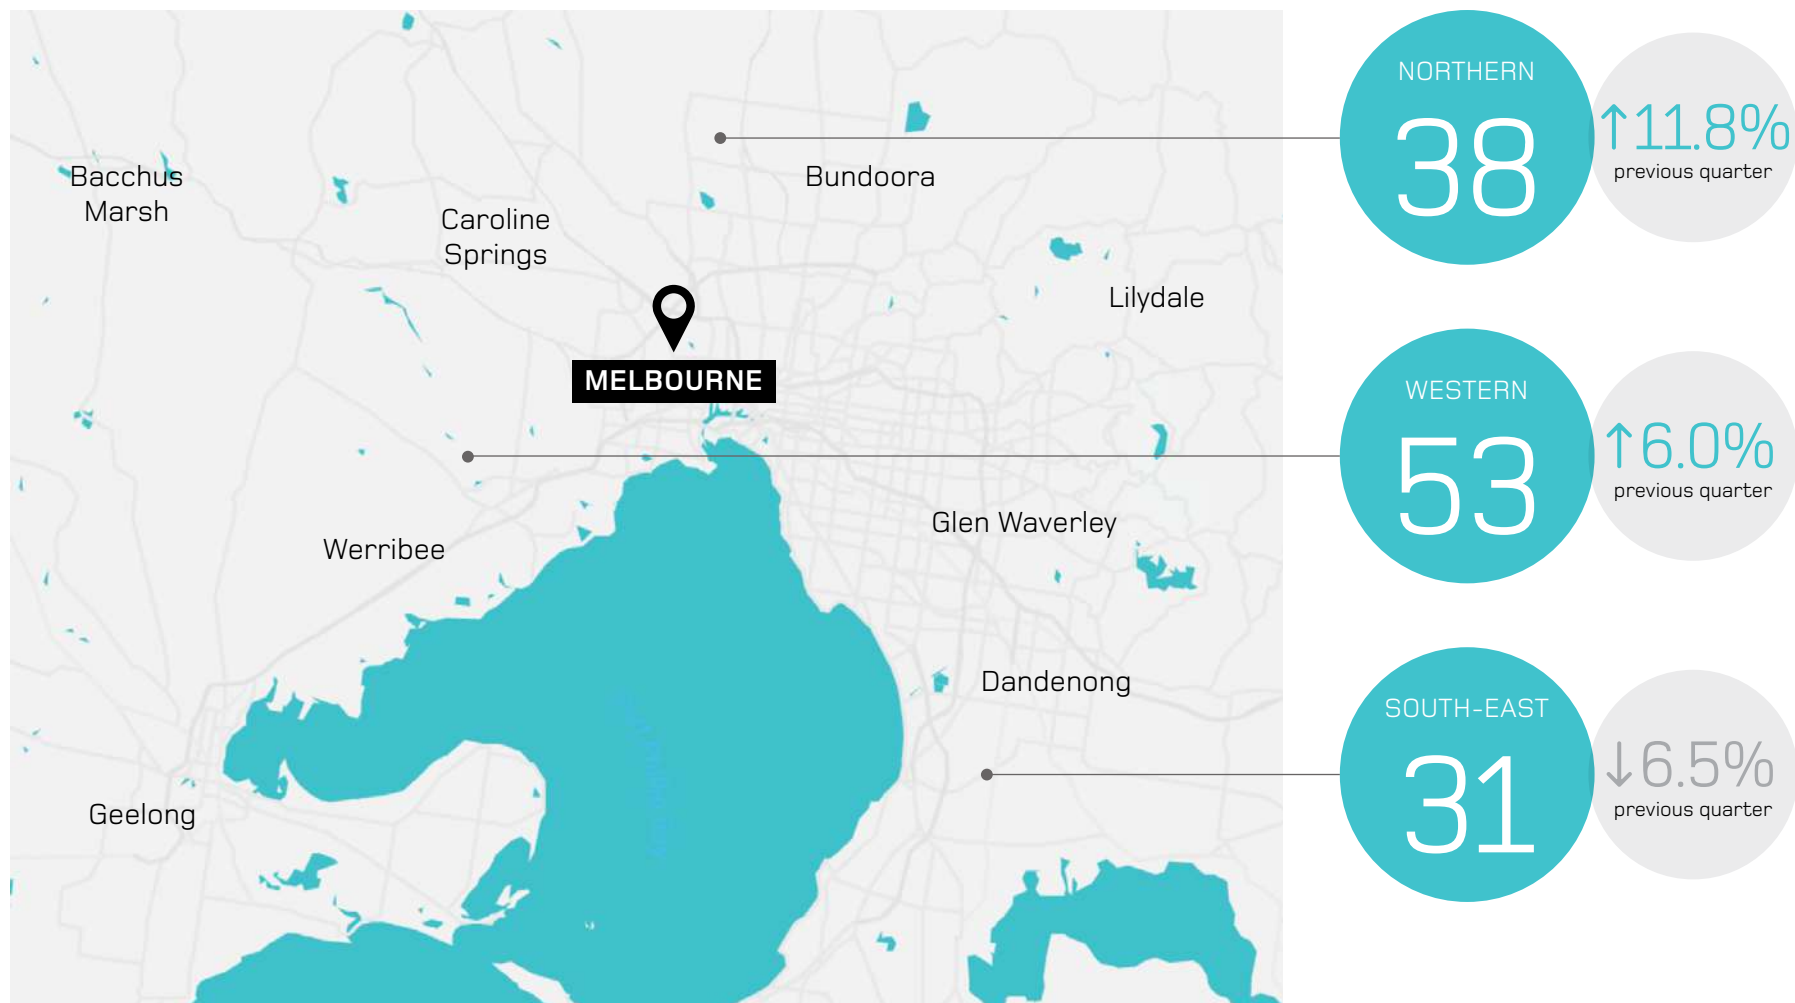 Bacchus
Marsh
Caroline
Springs
Bundoora
Lilydale
MELBOURNE
Glen Waverley
Werribee
Dandenong
Geelong
NORTHERN
38
↑11.8%
previous quarter
WESTERN
53
↑6.0%
previous quarter
SOUTH-EAST
31
↓6.5%
previous quarter